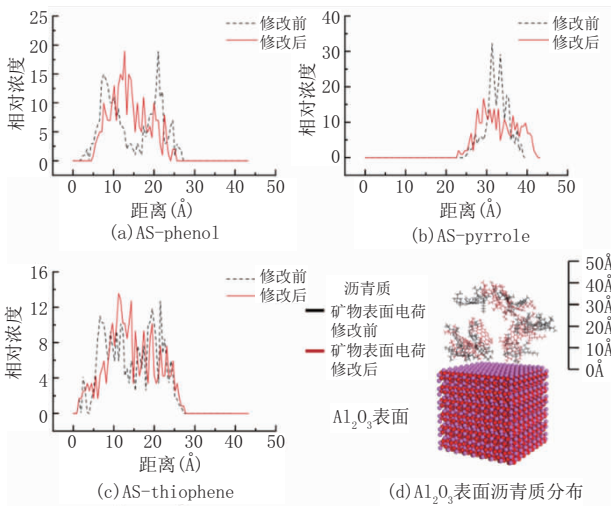 25
20
15
10
5
0
相对浓度
修改前
修改后
0 10 20 30 40 50
距离(Å)
(a)AS-phenol
40
30
20
10
0
相对浓度
修改前
修改后
0 10 20 30 40 50
距离(Å)
(b)AS-pyrrole
16
12
8
4
0
相对浓度
修改前
修改后
0 10 20 30 40 50
距离(Å)
(c)AS-thiophene
沥青质
矿物表面电荷
修改前
矿物表面电荷
修改后
Al₂O₃表面
50Å
40Å
30Å
20Å
10Å
0Å
(d)Al₂O₃表面沥青质分布